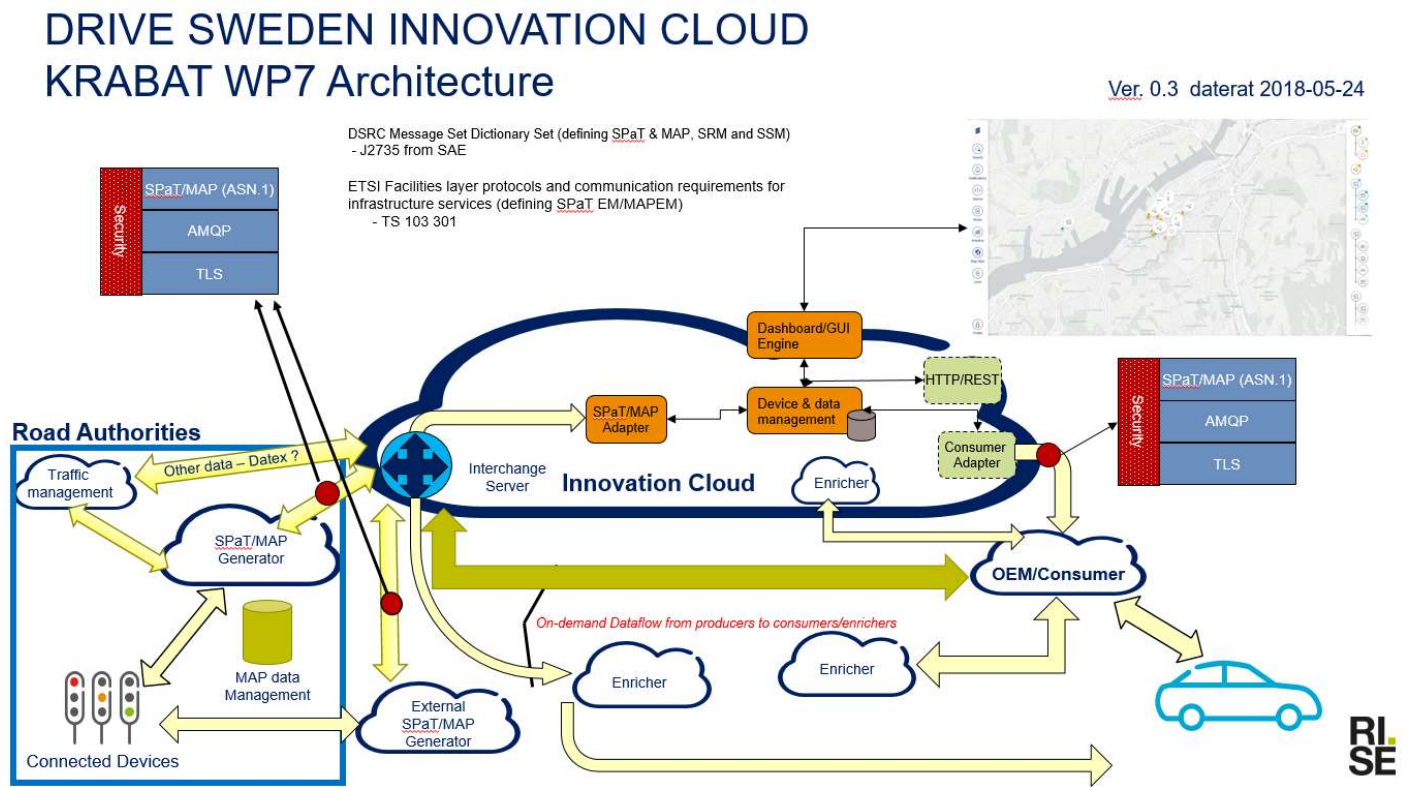 DRIVE SWEDEN INNOVATION CLOUD
KRABAT WP7 Architecture
Ver. 0.3 daterat 2018-05-24
DSRC Message Set Dictionary Set (defining SPaT & MAP, SRM and SSM)
- J2735 from SAE
ETSI Facilities layer protocols and communication requirements for
infrastructure services (defining SPaT EM/MAPEM)
- TS 103 301
Security
SPaT/MAP (ASN.1)
AMQP
TLS
Dashboard/GUI
Engine
HTTP/REST
SPaT/MAP
Adapter
Device & data
management
Consumer
Adapter
Security
SPaT/MAP (ASN.1)
AMQP
TLS
Road Authorities
Other data – Datex ?
Traffic
management
Interchange
Server
Innovation Cloud
Enricher
SPaT/MAP
Generator
OEM/Consumer
On-demand Dataflow from producers to consumers/enrichers
MAP data
Management
Enricher
Enricher
External
SPaT/MAP
Generator
Connected Devices
RI.
SE